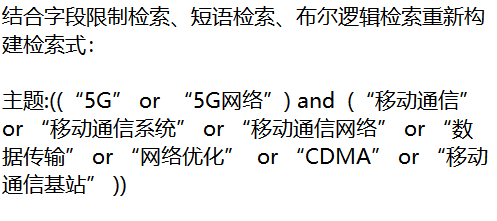 结合字段限制检索、短语检索、布尔逻辑检索重新构
建检索式：
主题:((“5G” or “5G网络”) and (“移动通信”
or “移动通信系统” or “移动通信网络” or “数
据传输” or “网络优化” or “CDMA” or “移动
通信基站” ))